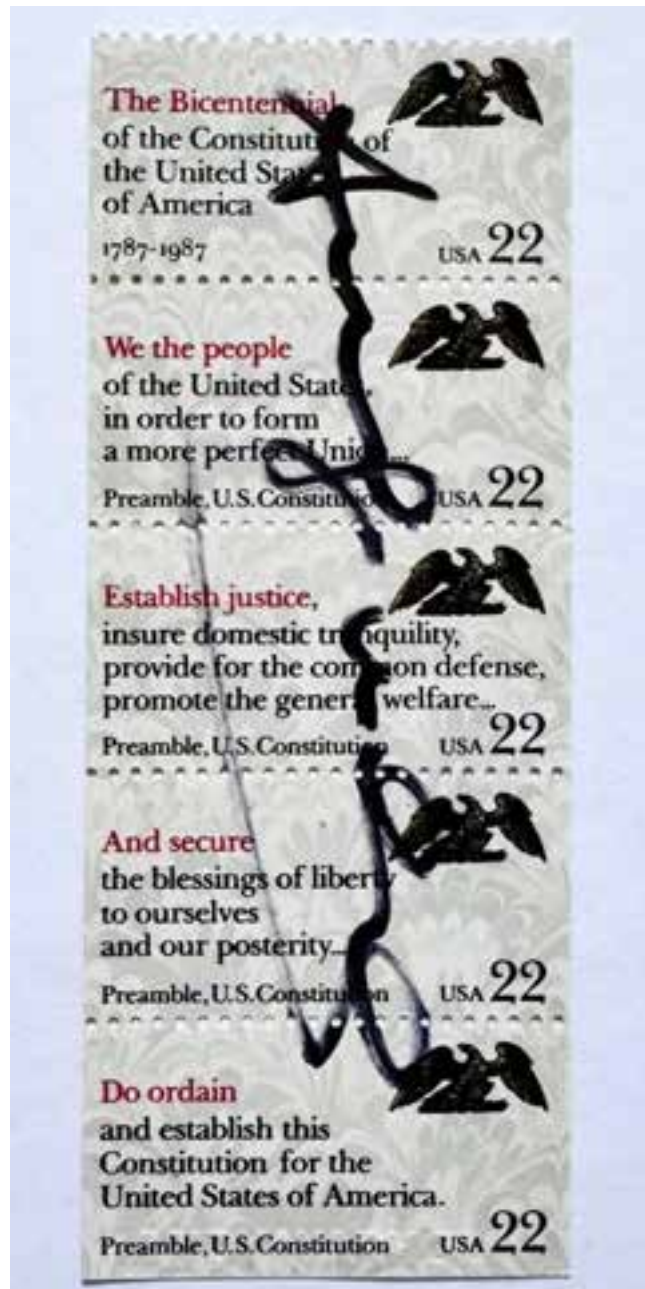 The Bicentennial
of the Constitution of
the United States
of America
1787-1987
USA 22
We the people
of the United States,
in order to form
a more perfect Union...
Preamble, U.S. Constitution
USA 22
Establish justice,
insure domestic tranquility,
provide for the common defense,
promote the general welfare...
Preamble, U.S. Constitution
USA 22
And secure
the blessings of liberty
to ourselves
and our posterity...
Preamble, U.S. Constitution
USA 22
Do ordain
and establish this
Constitution for the
United States of America.
Preamble, U.S. Constitution
USA 22